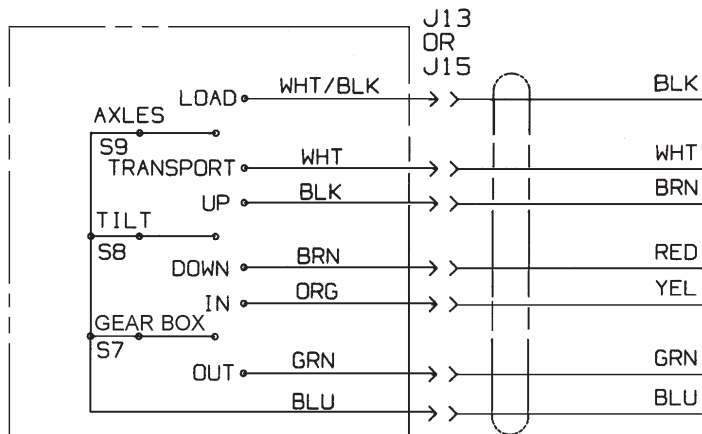 J13
OR
J15
LOAD WHT/BLK BLK
AXLES
S9
TRANSPORT WHT WHT
UP BLK BRN
TILT
S8
DOWN BRN RED
IN ORG YEL
GEAR BOX
S7
OUT GRN GRN
BLU BLU